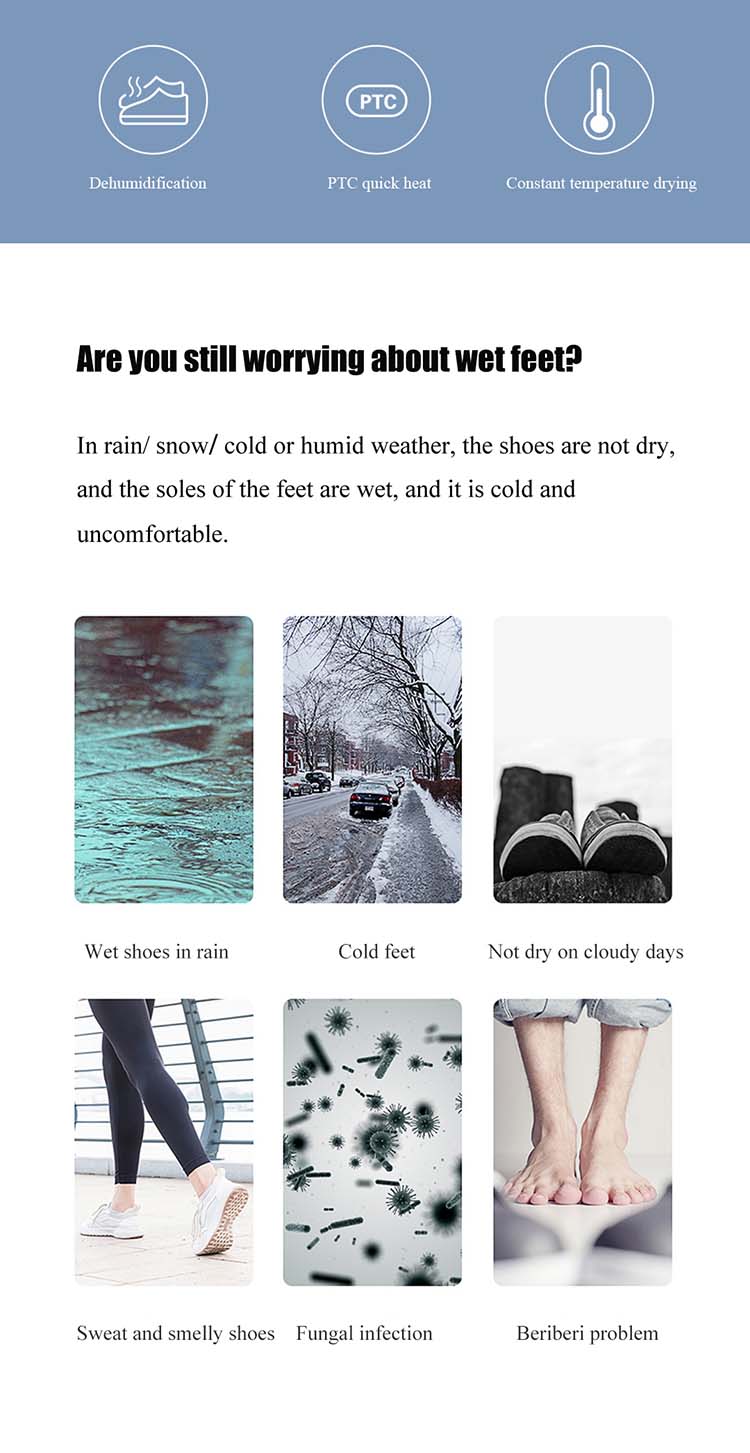 PTC
Dehumidification
PTC quick heat
Constant temperature drying
Are you still worrying about wet feet?
In rain/ snow/ cold or humid weather, the shoes are not dry,
and the soles of the feet are wet, and it is cold and
uncomfortable.
Wet shoes in rain
Cold feet
Not dry on cloudy days
Sweat and smelly shoes
Fungal infection
Beriberi problem